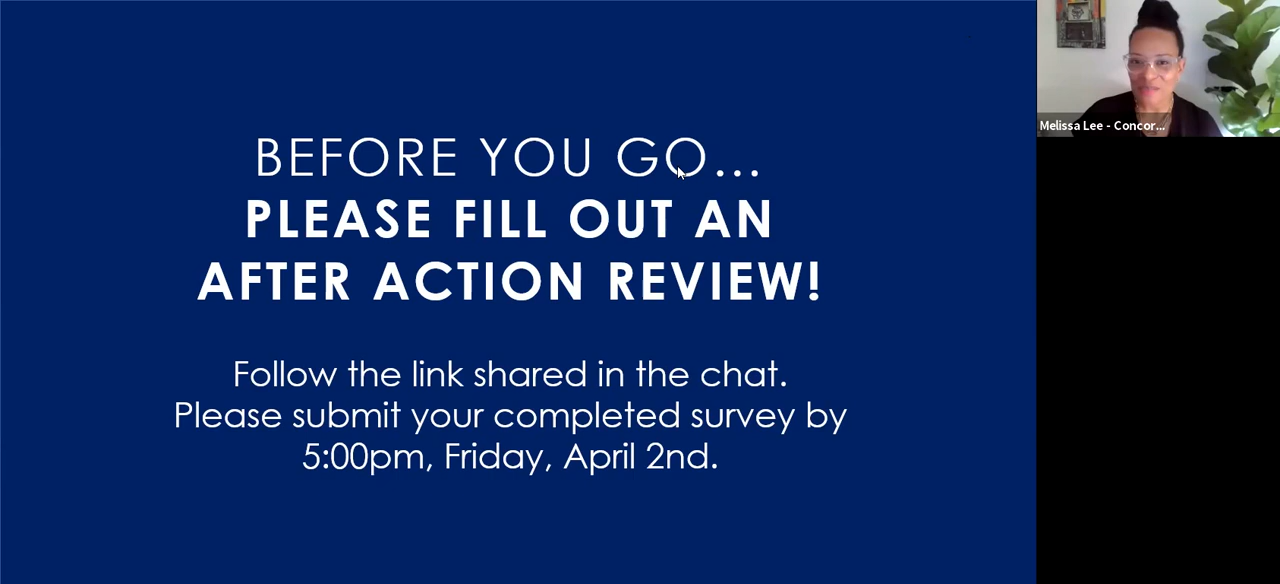 BEFORE YOU GO...
PLEASE FILL OUT AN
AFTER ACTION REVIEW!
Follow the link shared in the chat.
Please submit your completed survey by
5:00pm, Friday, April 2nd.
Melissa Lee - Concor...